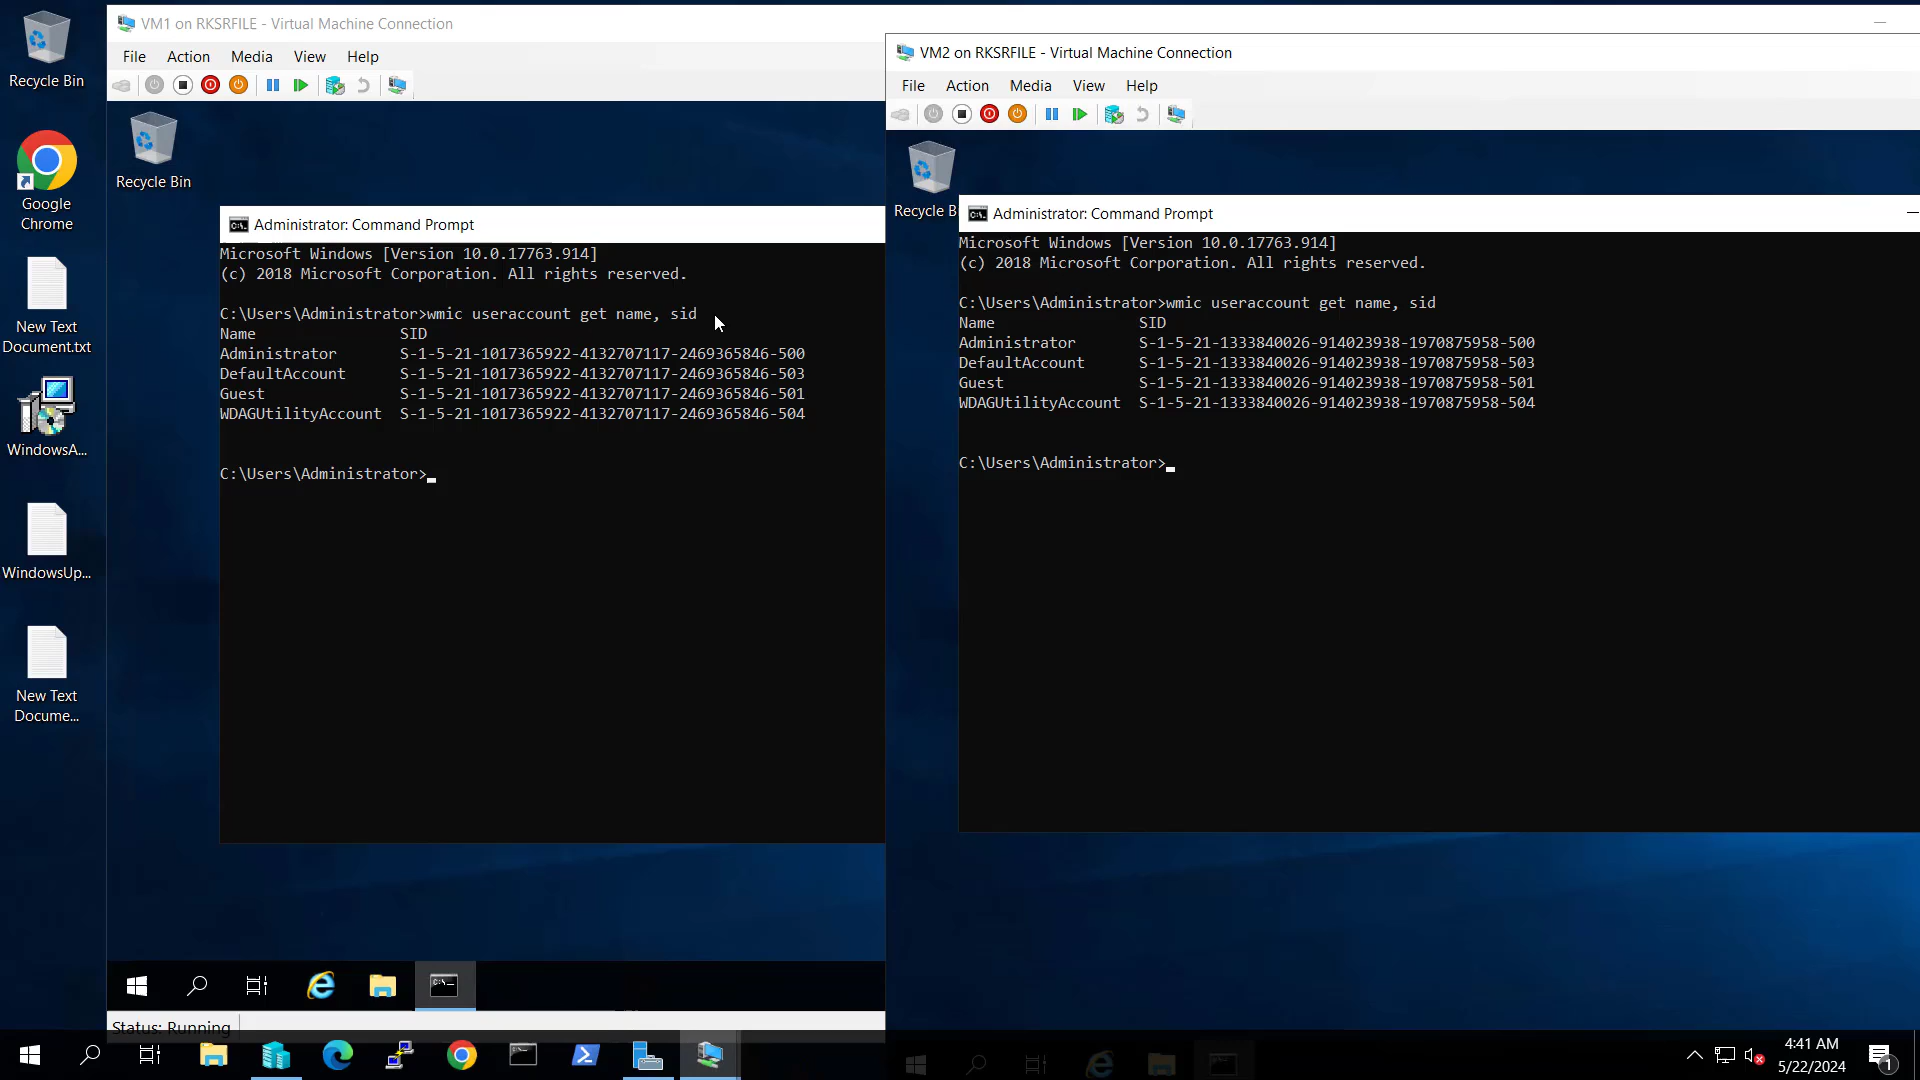 Recycle Bin
Google
Chrome
New Text
Document.txt
WindowsA...
WindowsUp...
New Text
Docume...
VM1 on RKSRFILE - Virtual Machine Connection
File Action Media View Help
Recycle Bin
Administrator: Command Prompt
Microsoft Windows [Version 10.0.17763.914]
(c) 2018 Microsoft Corporation. All rights reserved.
C:\Users\Administrator>wmic useraccount get name, sid
Name SID
Administrator S-1-5-21-1017365922-4132707117-2469365846-500
DefaultAccount S-1-5-21-1017365922-4132707117-2469365846-503
Guest S-1-5-21-1017365922-4132707117-2469365846-501
WDAGUtilityAccount S-1-5-21-1017365922-4132707117-2469365846-504
C:\Users\Administrator>
Status: Running
VM2 on RKSRFILE - Virtual Machine Connection
File Action Media View Help
Recycle B
Administrator: Command Prompt
Microsoft Windows [Version 10.0.17763.914]
(c) 2018 Microsoft Corporation. All rights reserved.
C:\Users\Administrator>wmic useraccount get name, sid
Name SID
Administrator S-1-5-21-1333840026-914023938-1970875958-500
DefaultAccount S-1-5-21-1333840026-914023938-1970875958-503
Guest S-1-5-21-1333840026-914023938-1970875958-501
WDAGUtilityAccount S-1-5-21-1333840026-914023938-1970875958-504
C:\Users\Administrator>
4:41 AM
5/22/2024
1